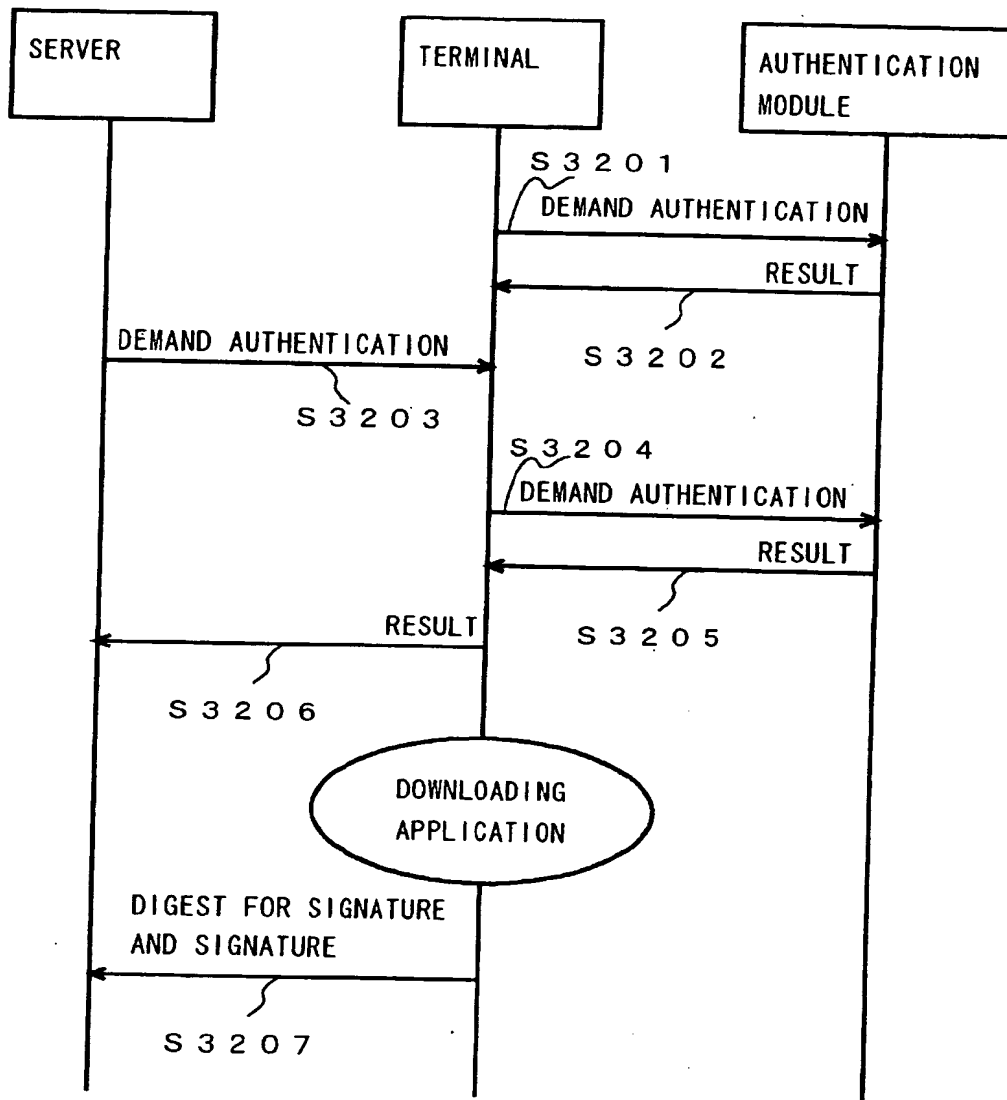 SERVER
TERMINAL
AUTHENTICATION
MODULE
S3201
DEMAND AUTHENTICATION
RESULT
S3202
DEMAND AUTHENTICATION
S3203
S3204
DEMAND AUTHENTICATION
RESULT
S3205
RESULT
S3206
DOWNLOADING
APPLICATION
DIGEST FOR SIGNATURE
AND SIGNATURE
S3207